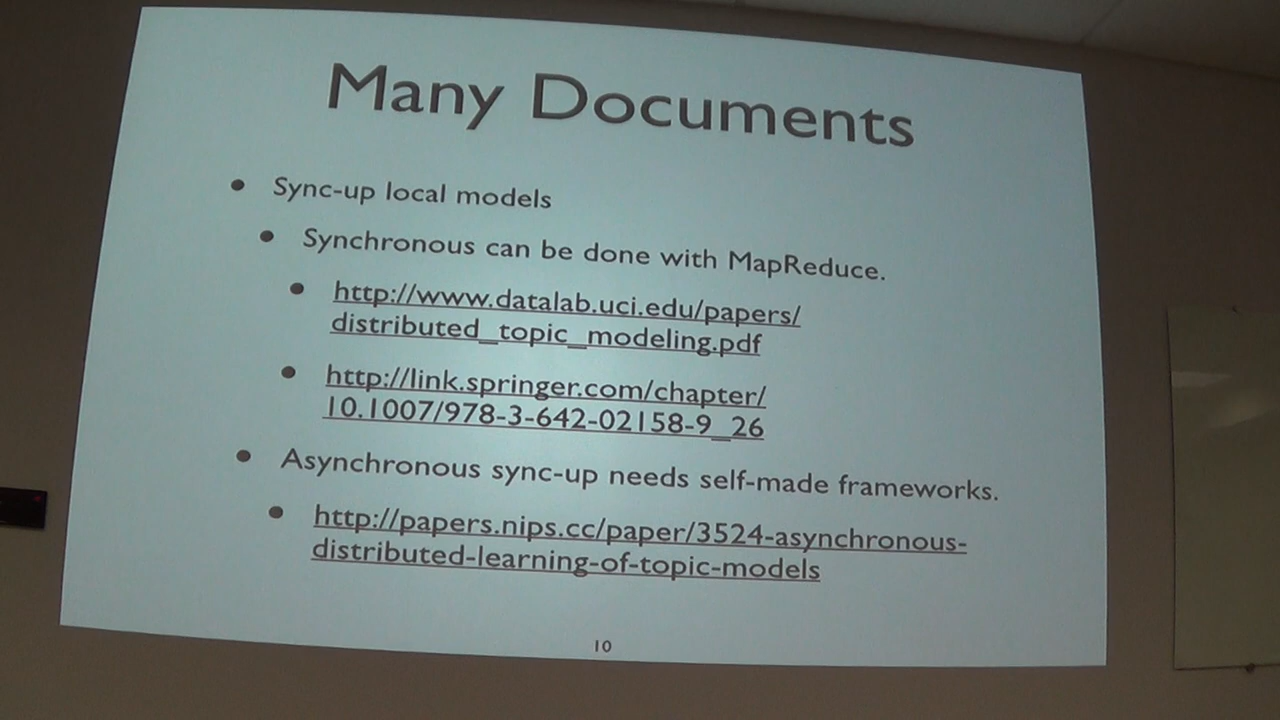 Many Documents
• Sync-up local models
• Synchronous can be done with MapReduce.
• http://www.datalab.uci.edu/papers/
distributed_topic_modeling.pdf
• http://link.springer.com/chapter/
10.1007/978-3-642-02158-9_26
• Asynchronous sync-up needs self-made frameworks.
• http://papers.nips.cc/paper/3524-asynchronous-
distributed-learning-of-topic-models
10